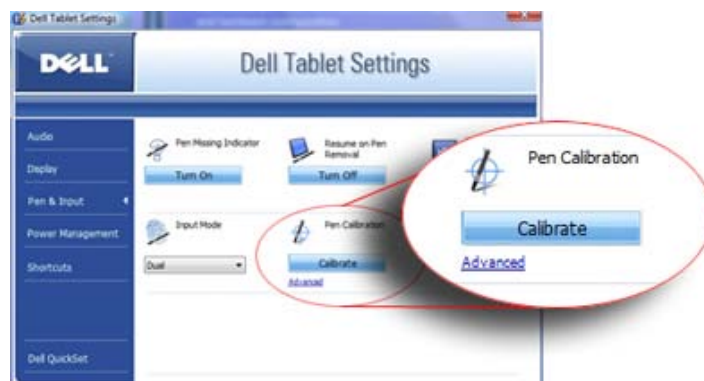 Dell Tablet Settings
DELL
Dell Tablet Settings
Audio
Display
Pen & Input
Power Management
Shortcuts
Dell QuickSet
Pen Missing Indicator
Turn On
Resume on Pen
Removal
Turn Off
Input Mode
Dual
Pen Calibration
Calibrate
Advanced
Pen Calibration
Calibrate
Advanced